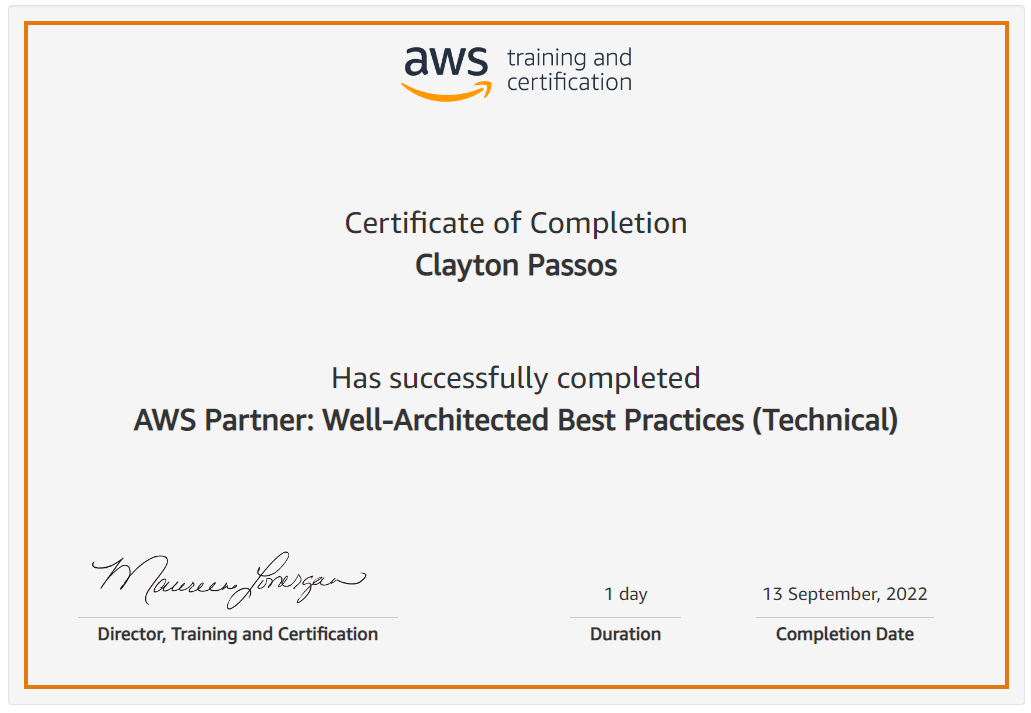 aws training and
certification
Certificate of Completion
Clayton Passos
Has successfully completed
AWS Partner: Well-Architected Best Practices (Technical)
Maureen Lonergan
1 day
13 September, 2022
Director, Training and Certification
Duration
Completion Date